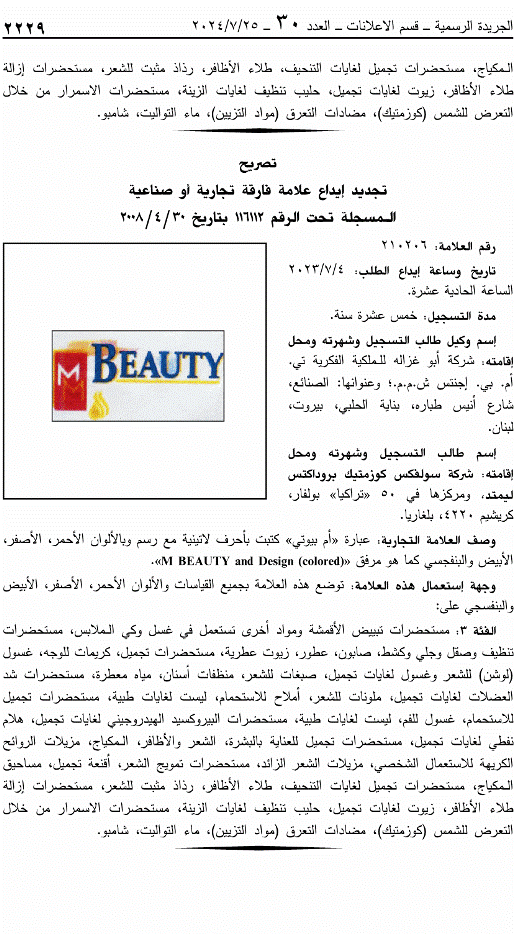 الجريدة الرسمية ــ قسم الاعلانات ــ العدد ٣٠ ــ ٢٠٢٤/٧/٢٥
٢٢٢٩
المكياج، مستحضرات تجميل لغايات التنحيف، طلاء الأظافر، رذاذ مثبت للشعر، مستحضرات إزالة
طلاء الأظافر، زيوت لغايات تجميل، حليب تنظيف لغايات الزينة، مستحضرات الاسمرار من خلال
التعرض للشمس (كوزمتيك)، مضادات التعرق (مواد التزيين)، ماء التواليت، شامبو.
تصريح
تجديد إيداع علامة فارقة تجارية أو صناعية
المسجلة تحت الرقم ١١٦١١٢ بتاريخ ٢٠٠٨/٤/٣٠
رقم العلامة: ٢١٠٢٠٦
تاريخ وساعة إيداع الطلب: ٢٠٢٣/٧/٤
الساعة الحادية عشرة.
مدة التسجيل: خمس عشرة سنة.
إسم وكيل طالب التسجيل وشهرته ومحل
إقامته: شركة أبو غزاله للملكية الفكرية تي.
أم. بي. إجنتس ش.م.م.؛ وعنوانها: الصنائع،
شارع أنيس طباره، بناية الحلبي، بيروت،
لبنان.
إسم طالب التسجيل وشهرته ومحل
إقامته: شركة سولفكس كوزمتيك بروداكتس
ليمتد، ومركزها في ٥٠ «تراكيا» بولفار،
كريشيم ٤٢٢٠، بلغاريا.
M BEAUTY
M
وصف العلامة التجارية: عبارة «أم بيوتي» كتبت بأحرف لاتينية مع رسم وبالألوان الأحمر، الأصفر،
الأبيض والبنفجسي كما هو مرفق «M BEAUTY and Design (colored)».
وجهة إستعمال هذه العلامة: توضع هذه العلامة بجميع القياسات والألوان الأحمر، الأصفر، الأبيض
والبنفسجي على:
الفئة ٣: مستحضرات تبييض الأقمشة ومواد أخرى تستعمل في غسل وكي الملابس، مستحضرات
تنظيف وصقل وجلي وكشط، صابون، عطور، زيوت عطرية، مستحضرات تجميل، كريمات للوجه، غسول
(لوشن) للشعر وغسول لغايات تجميل، صبغات للشعر، منظفات أسنان، مياه معطرة، مستحضرات شد
العضلات لغايات تجميل، ملونات للشعر، أملاح للاستحمام، ليست لغايات طبية، مستحضرات تجميل
للاستحمام، غسول للفم، ليست لغايات طبية، مستحضرات البيروكسيد الهيدروجيني لغايات تجميل، هلام
نفطي لغايات تجميل، مستحضرات تجميل للعناية بالبشرة، الشعر والأظافر، المكياج، مزيلات الروائح
الكريهة للاستعمال الشخصي، مزيلات الشعر الزائد، مستحضرات تمويج الشعر، أقنعة تجميل، مساحيق
المكياج، مستحضرات تجميل لغايات التنحيف، طلاء الأظافر، رذاذ مثبت للشعر، مستحضرات إزالة
طلاء الأظافر، زيوت لغايات تجميل، حليب تنظيف لغايات الزينة، مستحضرات الاسمرار من خلال
التعرض للشمس (كوزمتيك)، مضادات التعرق (مواد التزيين)، ماء التواليت، شامبو.